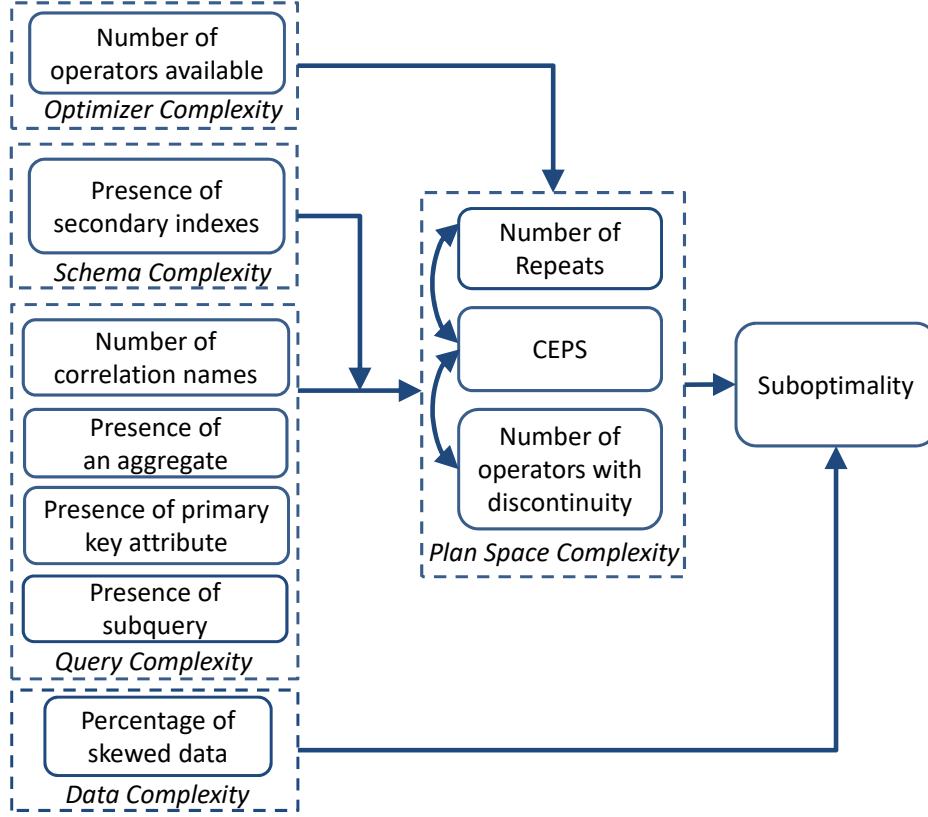 Number of
operators available
Optimizer Complexity
Presence of
secondary indexes
Schema Complexity
Number of
correlation names
Presence of
an aggregate
Presence of primary
key attribute
Presence of
subquery
Query Complexity
Percentage of
skewed data
Data Complexity
Number of
Repeats
CEPS
Number of
operators with
discontinuity
Plan Space Complexity
Suboptimality